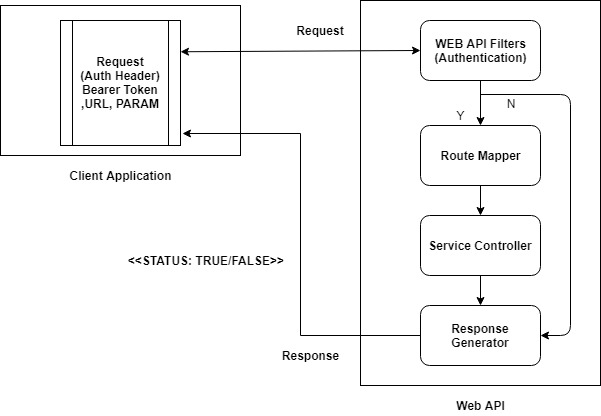 Request
WEB API Filters
(Authentication)
Request
(Auth Header)
Bearer Token
,URL, PARAM
N
Y
Route Mapper
Client Application
Service Controller
<<STATUS: TRUE/FALSE>>
Response
Generator
Response
Web API